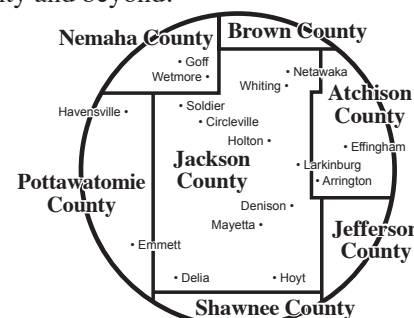 ity and beyond.
Nemaha County
Brown County
Goff
Wetmore
Netawaka
Whiting
Atchison
County
Havensville
Soldier
Circleville
Holton
Effingham
Jackson
County
Larkinburg
Arrington
Pottawatomie
County
Denison
Mayetta
Jefferson
County
Emmett
Delia
Hoyt
Shawnee County